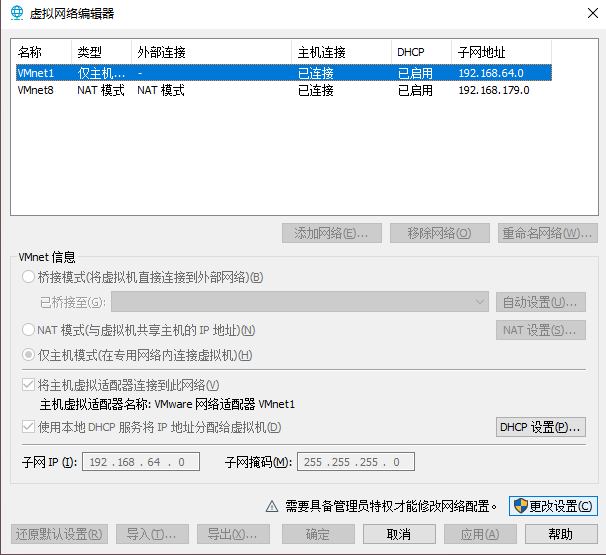 虚拟网络编辑器
名称 类型 外部连接 主机连接 DHCP 子网地址
VMnet1 仅主机... - 已连接 已启用 192.168.64.0
VMnet8 NAT 模式 NAT 模式 已连接 已启用 192.168.179.0
添加网络(E)... 移除网络(O) 重命名网络(W)...
VMnet 信息
桥接模式(将虚拟机直接连接到外部网络)(B)
已桥接至(G): 自动设置(U)...
NAT 模式(与虚拟机共享主机的 IP 地址)(N) NAT 设置(S)...
仅主机模式(在专用网络内连接虚拟机)(H)
将主机虚拟适配器连接到此网络(V)
主机虚拟适配器名称: VMware 网络适配器 VMnet1
使用本地 DHCP 服务将 IP 地址分配给虚拟机(D) DHCP 设置(P)...
子网 IP (I): 192 . 168 . 64 . 0 子网掩码(M): 255 . 255 . 255 . 0
需要具备管理员特权才能修改网络配置。 更改设置(C)
还原默认设置(R) 导入(T)... 导出(X)... 确定 取消 应用(A) 帮助